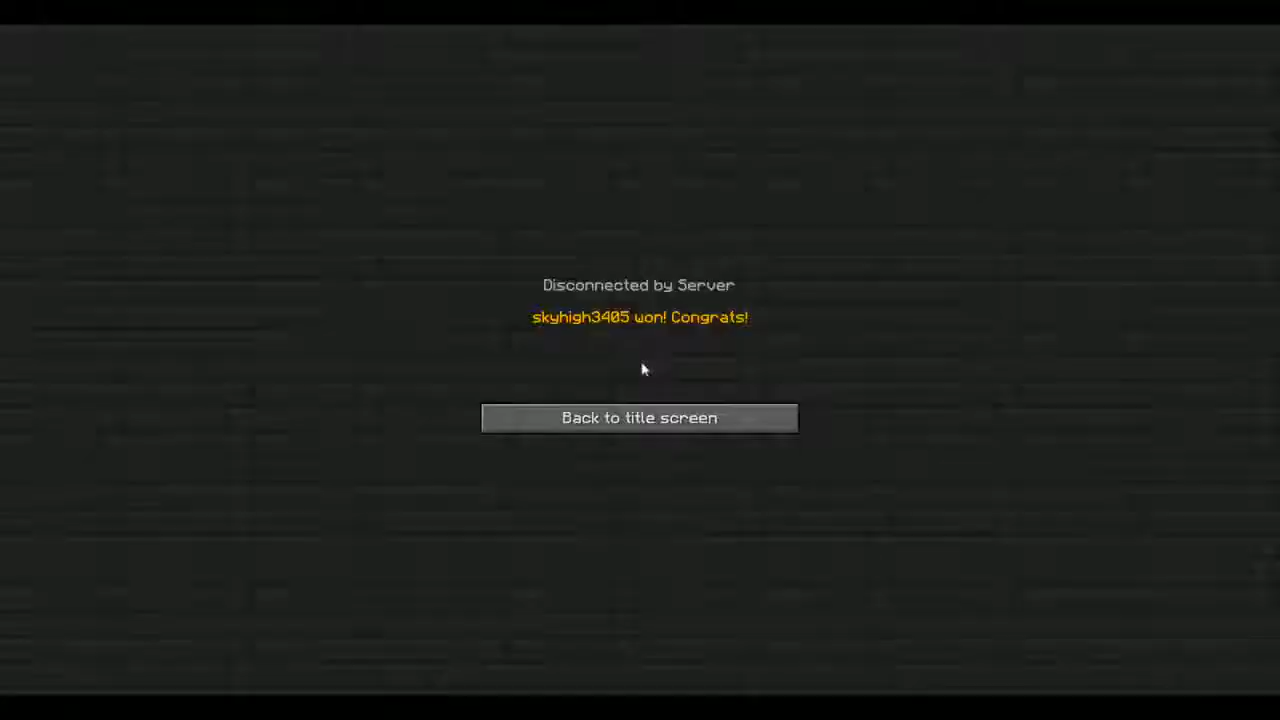 Disconnected by Server
skyhigh3405 won! Congrats!
Back to title screen